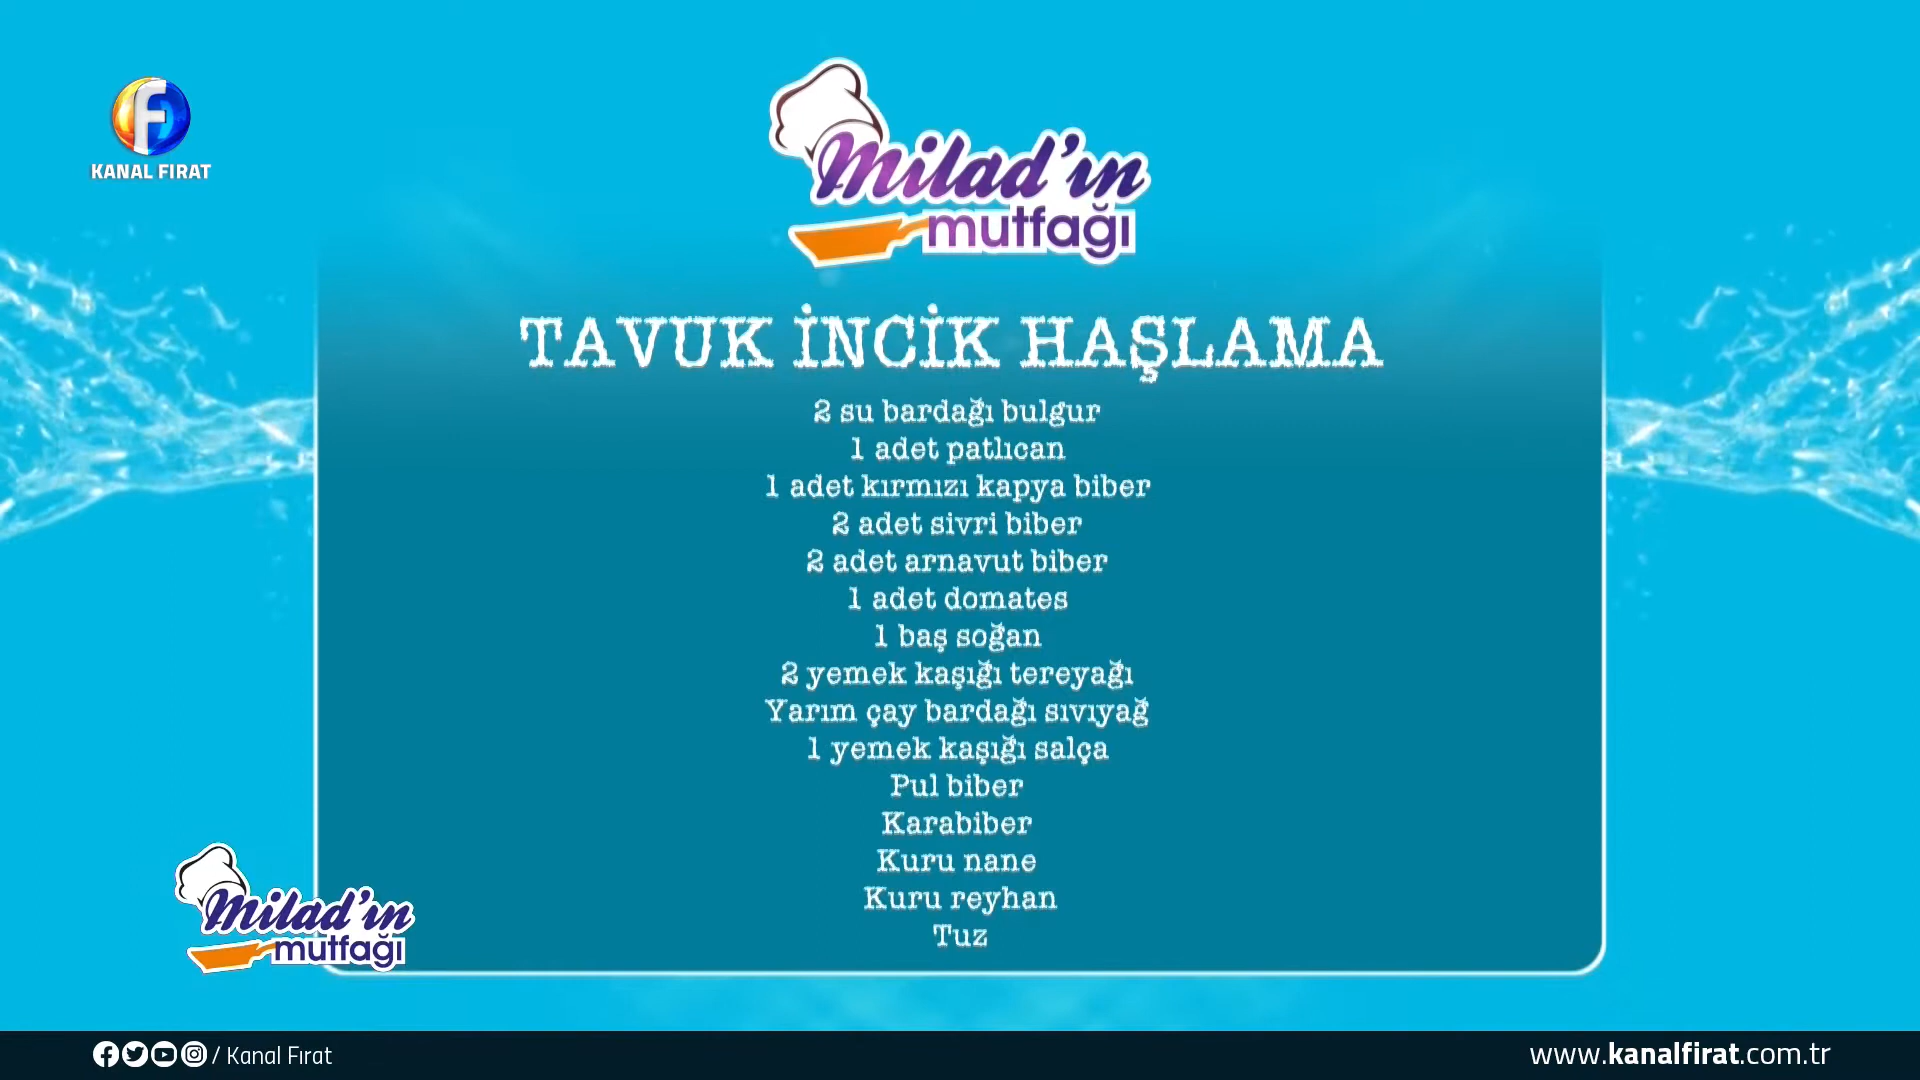 F
KANAL FIRAT
Milad'ın
mutfağı
TAVUK İNCİK HAŞLAMA
2 su bardağı bulgur
1 adet patlıcan
1 adet kırmızı kapya biber
2 adet sivri biber
2 adet arnavut biber
1 adet domates
1 baş soğan
2 yemek kaşığı tereyağı
Yarım çay bardağı sıvıyağ
1 yemek kaşığı salça
Pul biber
Karabiber
Kuru nane
Kuru reyhan
Tuz
Milad'ın
mutfağı
/ Kanal Fırat
www.kanalfirat.com.tr